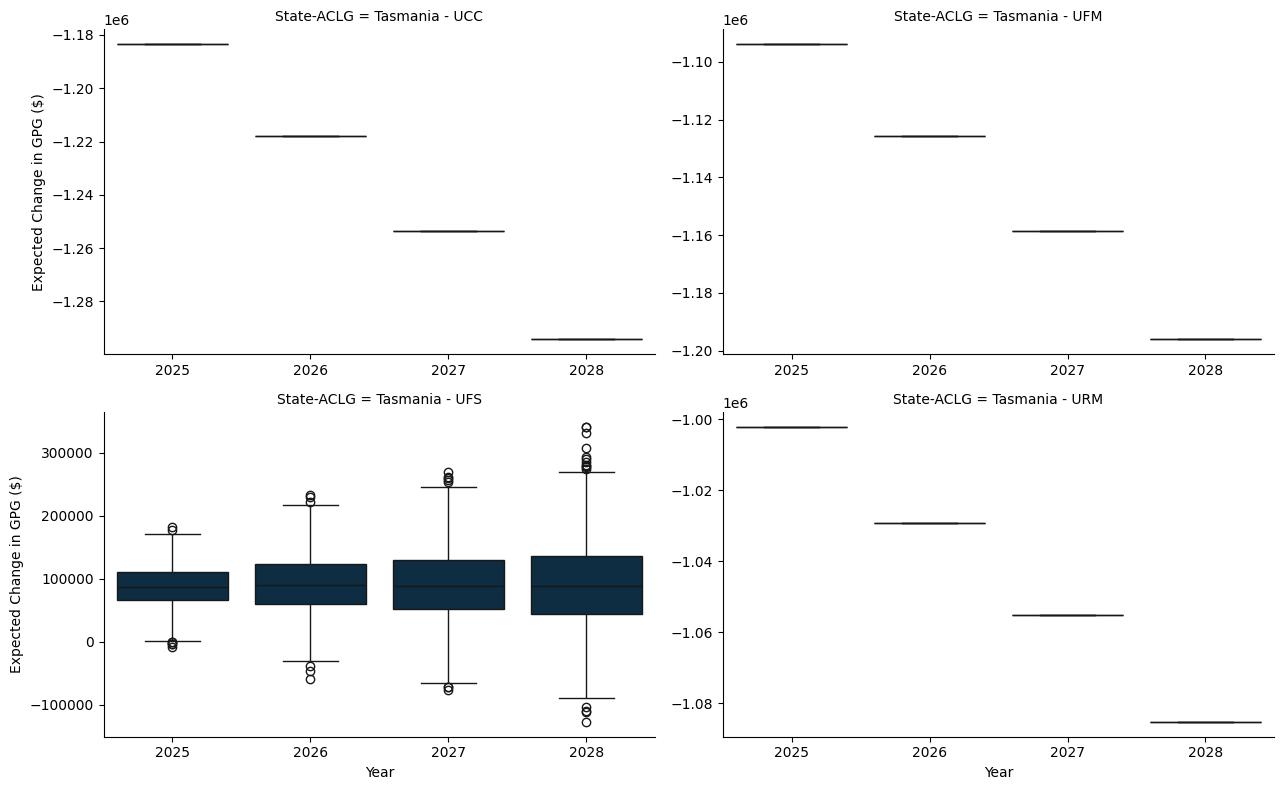 State-ACLG = Tasmania - UCC
1e6
−1.18
−1.20
−1.22
−1.24
−1.26
−1.28
Expected Change in GPG ($)
2025 2026 2027 2028
State-ACLG = Tasmania - UFM
1e6
−1.10
−1.12
−1.14
−1.16
−1.18
−1.20
2025 2026 2027 2028
State-ACLG = Tasmania - UFS
300000
200000
100000
0
−100000
Expected Change in GPG ($)
2025 2026 2027 2028
Year
State-ACLG = Tasmania - URM
1e6
−1.00
−1.02
−1.04
−1.06
−1.08
2025 2026 2027 2028
Year